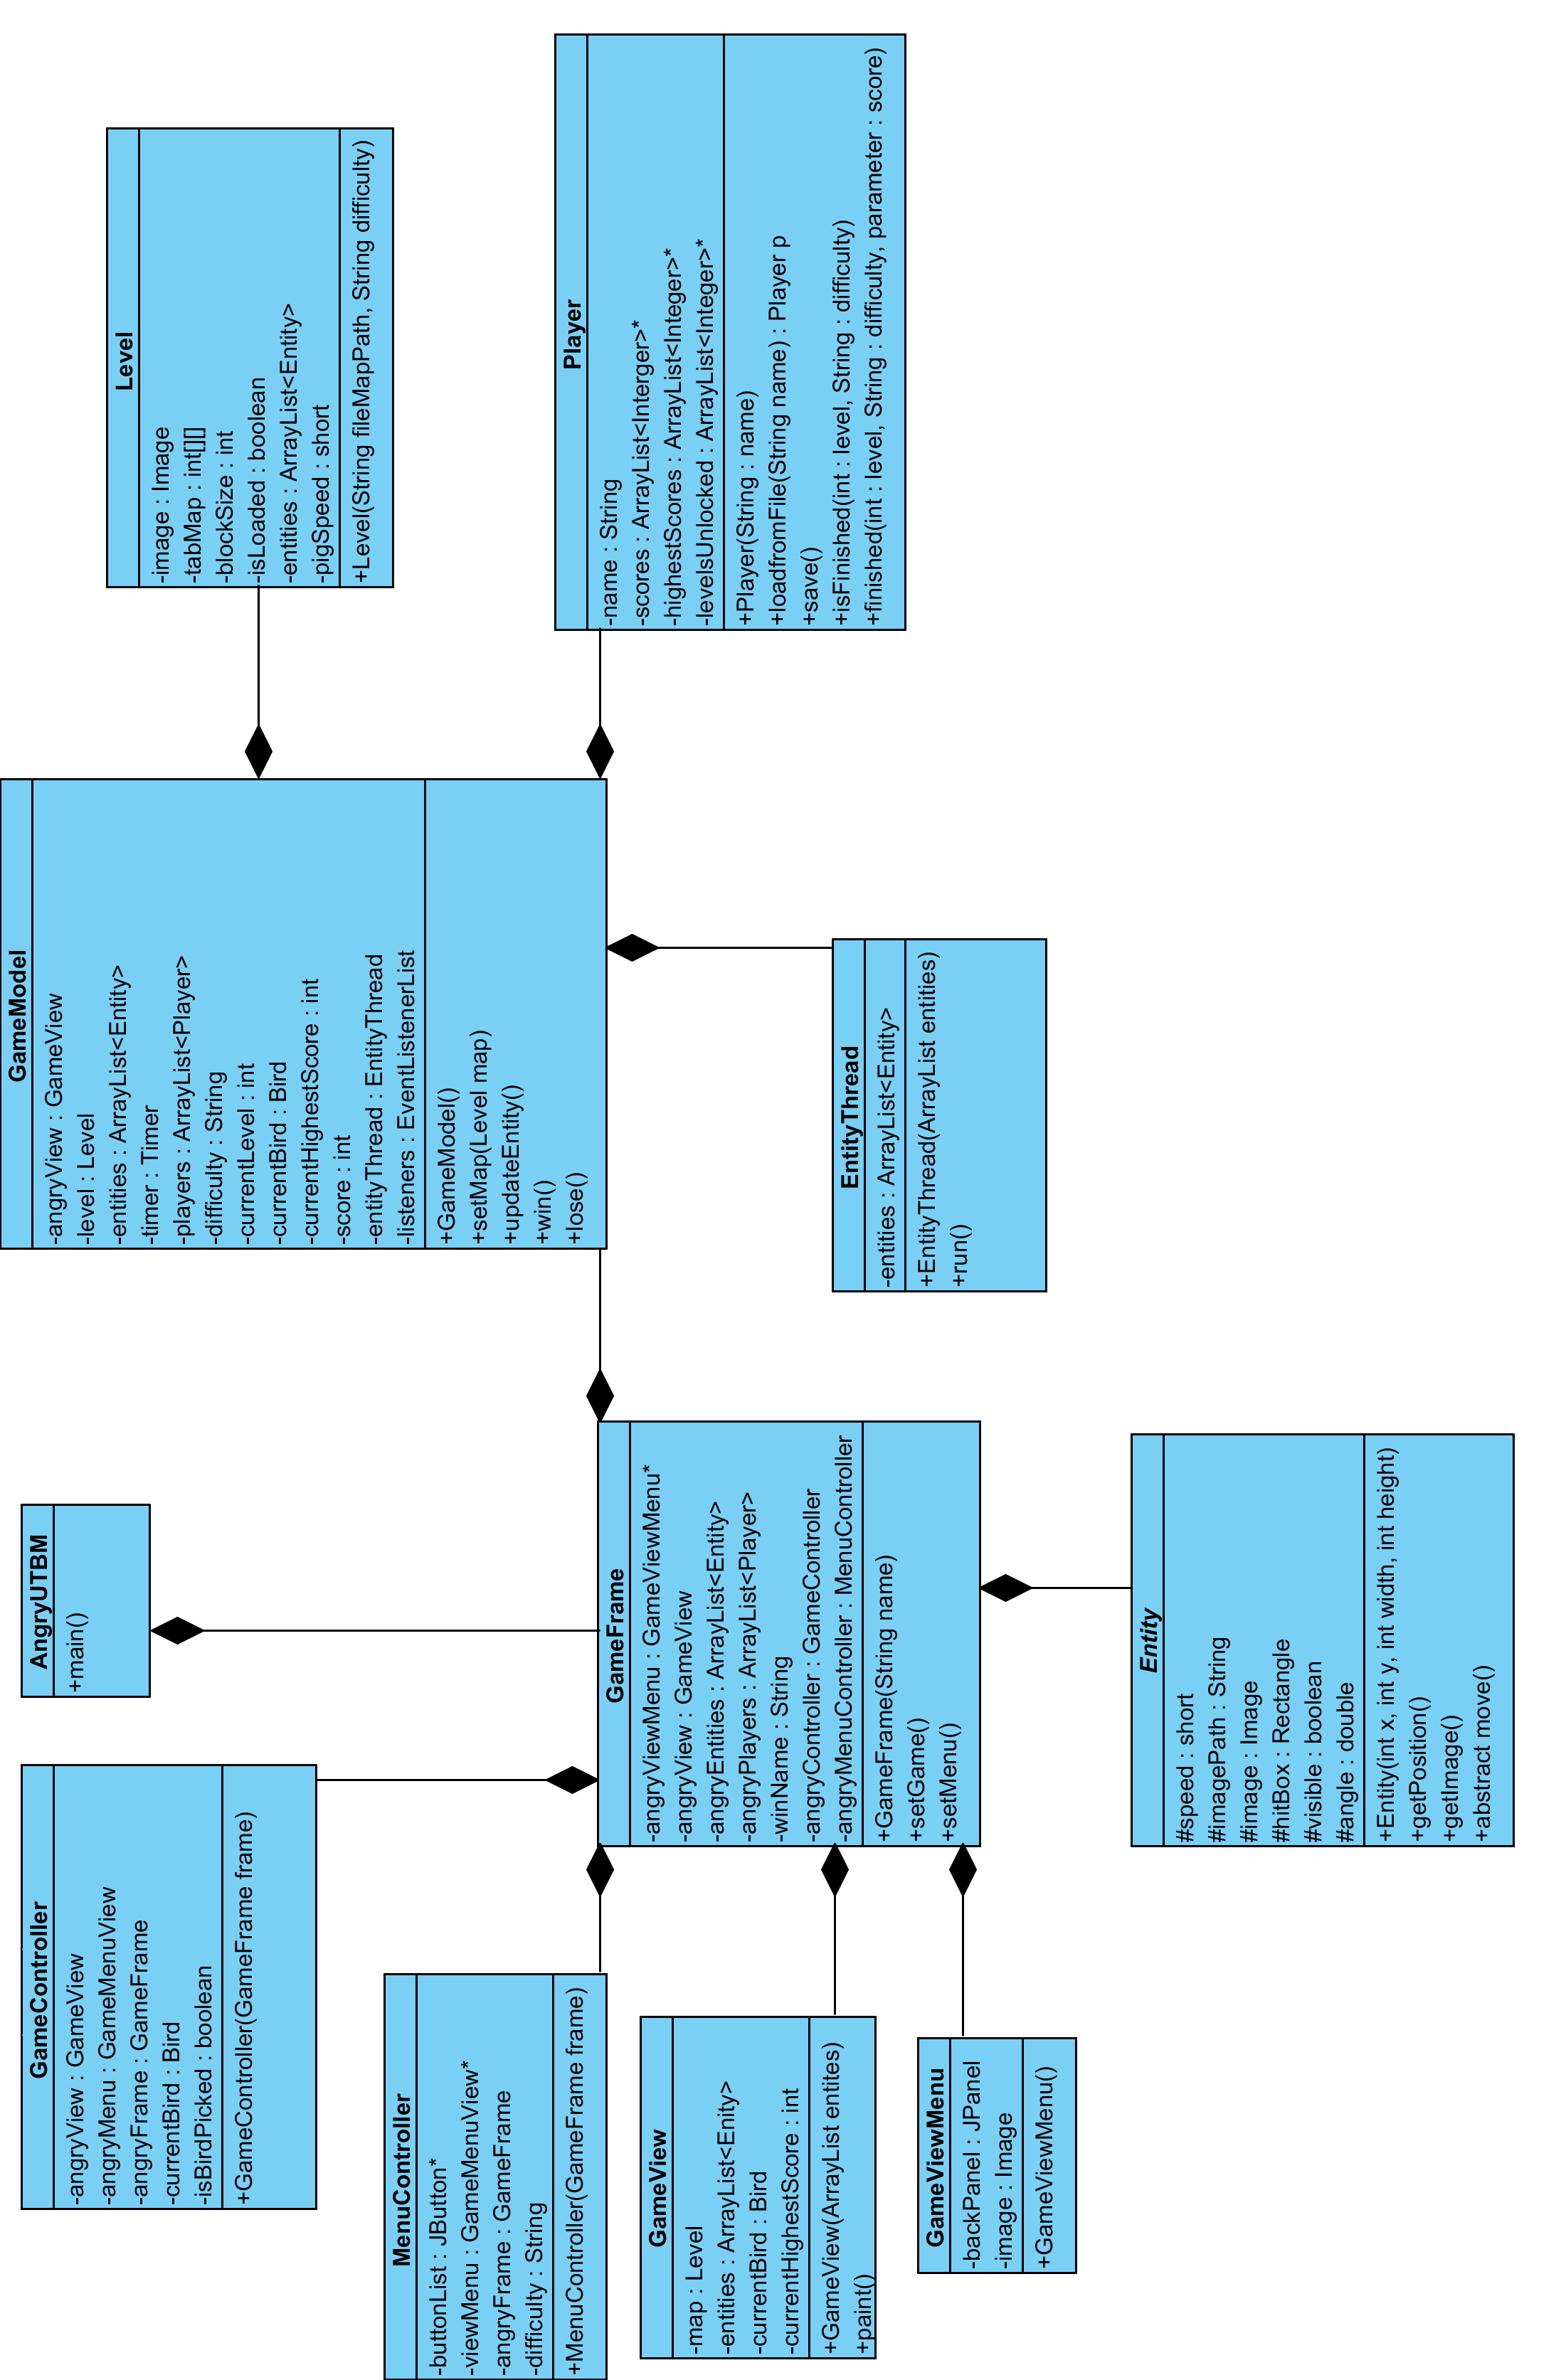 GameController
-angryView : GameView
-angryMenu : GameMenuView
-angryFrame : GameFrame
-currentBird : Bird
-isBirdPicked : boolean
+GameController(GameFrame frame)
AngryUTBM
+main()
GameModel
-angryView : GameView
-level : Level
-entities : ArrayList<Entity>
-timer : Timer
-players : ArrayList<Player>
-difficulty : String
-currentLevel : int
-currentBird : Bird
-currentHighestScore : int
-score : int
-entityThread : EntityThread
-listeners : EventListenerList
+GameModel()
+setMap(Level map)
+updateEntity()
+win()
+lose()
Level
-image : Image
-tabMap : int[][]
-blockSize : int
-isLoaded : boolean
-entities : ArrayList<Entity>
-pigSpeed : short
+Level(String fileMapPath, String difficulty)
MenuController
-buttonList : JButton*
-viewMenu : GameMenuView*
-angryFrame : GameFrame
-difficulty : String
+MenuController(GameFrame frame)
GameFrame
-angryViewMenu : GameViewMenu*
-angryView : GameView
-angryEntities : ArrayList<Entity>
-angryPlayers : ArrayList<Player>
-winName : String
-angryController : GameController
-angryMenuController : MenuController
+GameFrame(String name)
+setGame()
+setMenu()
Player
-name : String
-scores : ArrayList<Interger>*
-highestScores : ArrayList<Integer>*
-levelsUnlocked : ArrayList<Integer>*
+Player(String : name)
+loadfromFile(String name) : Player p
+save()
+isFinished(int : level, String : difficulty)
+finished(int : level, String : difficulty, parameter : score)
GameView
-map : Level
-entities : ArrayList<Enity>
-currentBird : Bird
-currentHighestScore : int
+GameView(ArrayList entites)
+paint()
EntityThread
-entities : ArrayList<Entity>
+EntityThread(ArrayList entities)
+run()
GameViewMenu
-backPanel : JPanel
-image : Image
+GameViewMenu()
Entity
#speed : short
#imagePath : String
#image : Image
#hitBox : Rectangle
#visible : boolean
#angle : double
+Entity(int x, int y, int width, int height)
+getPosition()
+getImage()
+abstract move()